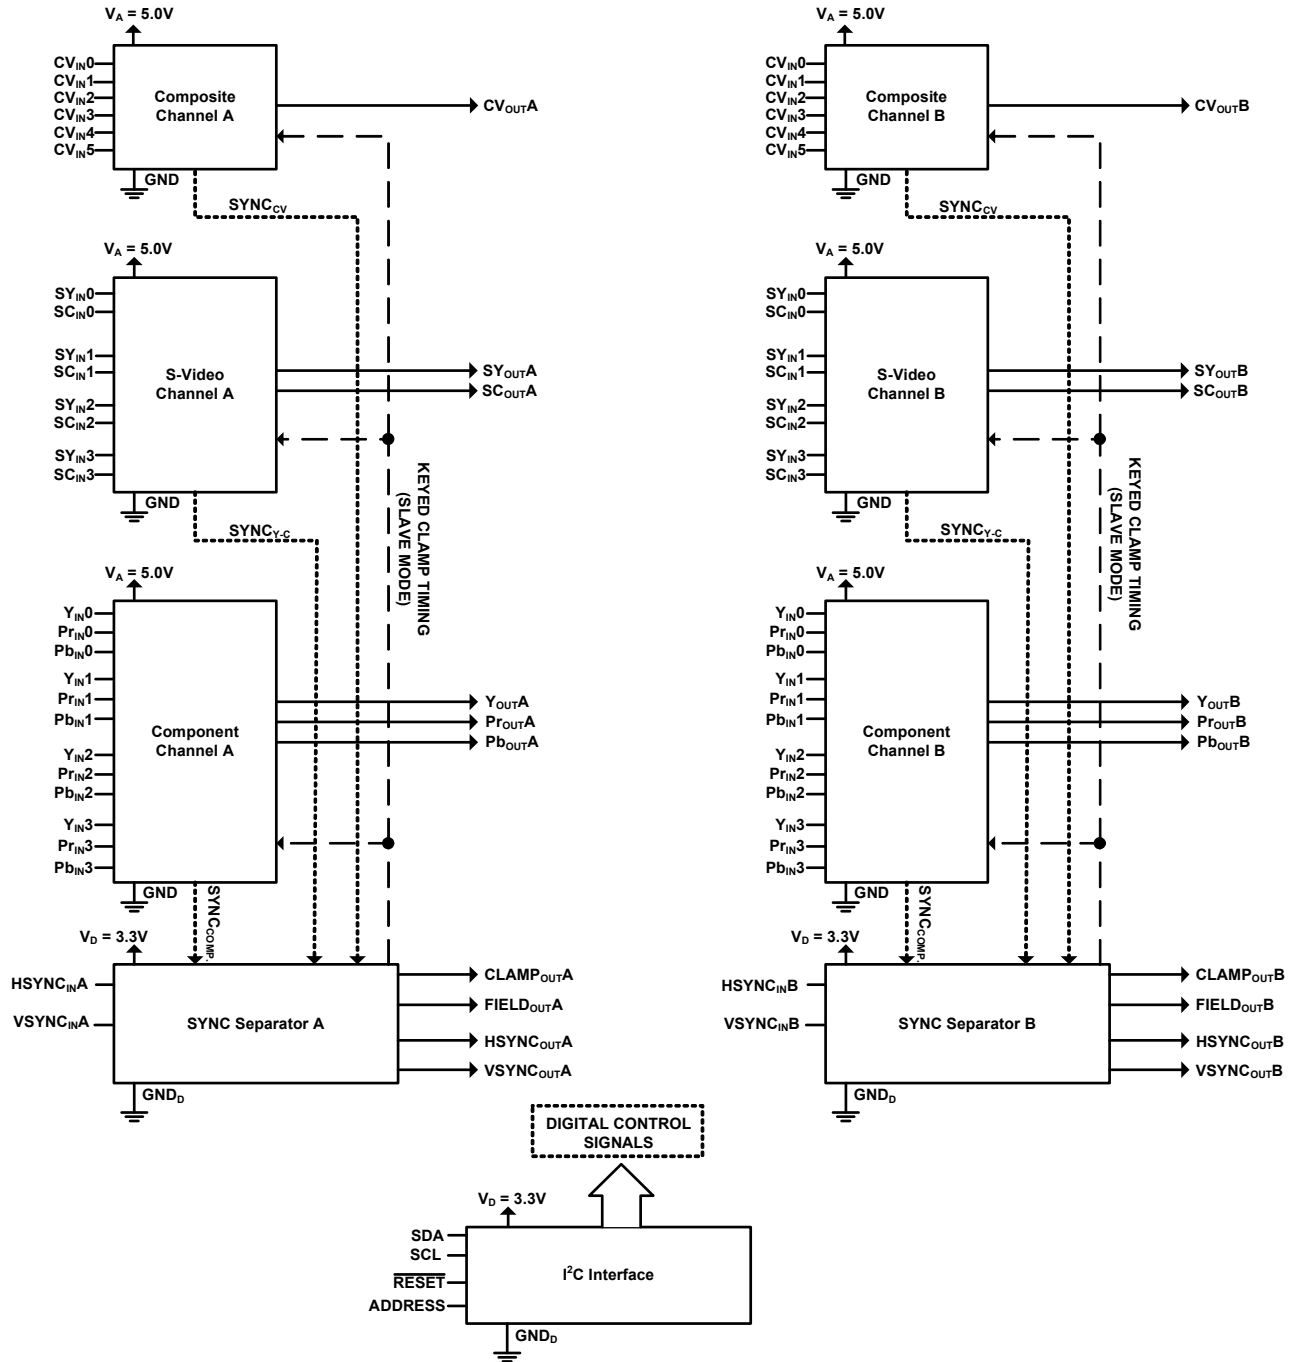 VA = 5.0V
CVIN0
CVIN1
CVIN2
CVIN3
CVIN4
CVIN5
Composite
Channel A
CVOUTA
GND
SYNCCV
VA = 5.0V
SYIN0
SCIN0
SYIN1
SCIN1
SYIN2
SCIN2
SYIN3
SCIN3
S-Video
Channel A
SYOUTA
SCOUTA
GND
SYNCY-C
KEYED CLAMP TIMING
(SLAVE MODE)
VA = 5.0V
YIN0
PrIN0
PbIN0
YIN1
PrIN1
PbIN1
YIN2
PrIN2
PbIN2
YIN3
PrIN3
PbIN3
Component
Channel A
YOUTA
PrOUTA
PbOUTA
GND
SYNCCOMP.
VD = 3.3V
HSYNCINA
VSYNCINA
SYNC Separator A
CLAMPOUTA
FIELDOUTA
HSYNCOUTA
VSYNCOUTA
GNDD
VA = 5.0V
CVIN0
CVIN1
CVIN2
CVIN3
CVIN4
CVIN5
Composite
Channel B
CVOUTB
GND
SYNCCV
VA = 5.0V
SYIN0
SCIN0
SYIN1
SCIN1
SYIN2
SCIN2
SYIN3
SCIN3
S-Video
Channel B
SYOUTB
SCOUTB
GND
SYNCY-C
KEYED CLAMP TIMING
(SLAVE MODE)
VA = 5.0V
YIN0
PrIN0
PbIN0
YIN1
PrIN1
PbIN1
YIN2
PrIN2
PbIN2
YIN3
PrIN3
PbIN3
Component
Channel B
YOUTB
PrOUTB
PbOUTB
GND
SYNCCOMP.
VD = 3.3V
HSYNCINB
VSYNCINB
SYNC Separator B
CLAMPOUTB
FIELDOUTB
HSYNCOUTB
VSYNCOUTB
GNDD
DIGITAL CONTROL
SIGNALS
VD = 3.3V
SDA
SCL
RESET
ADDRESS
I²C Interface
GNDD